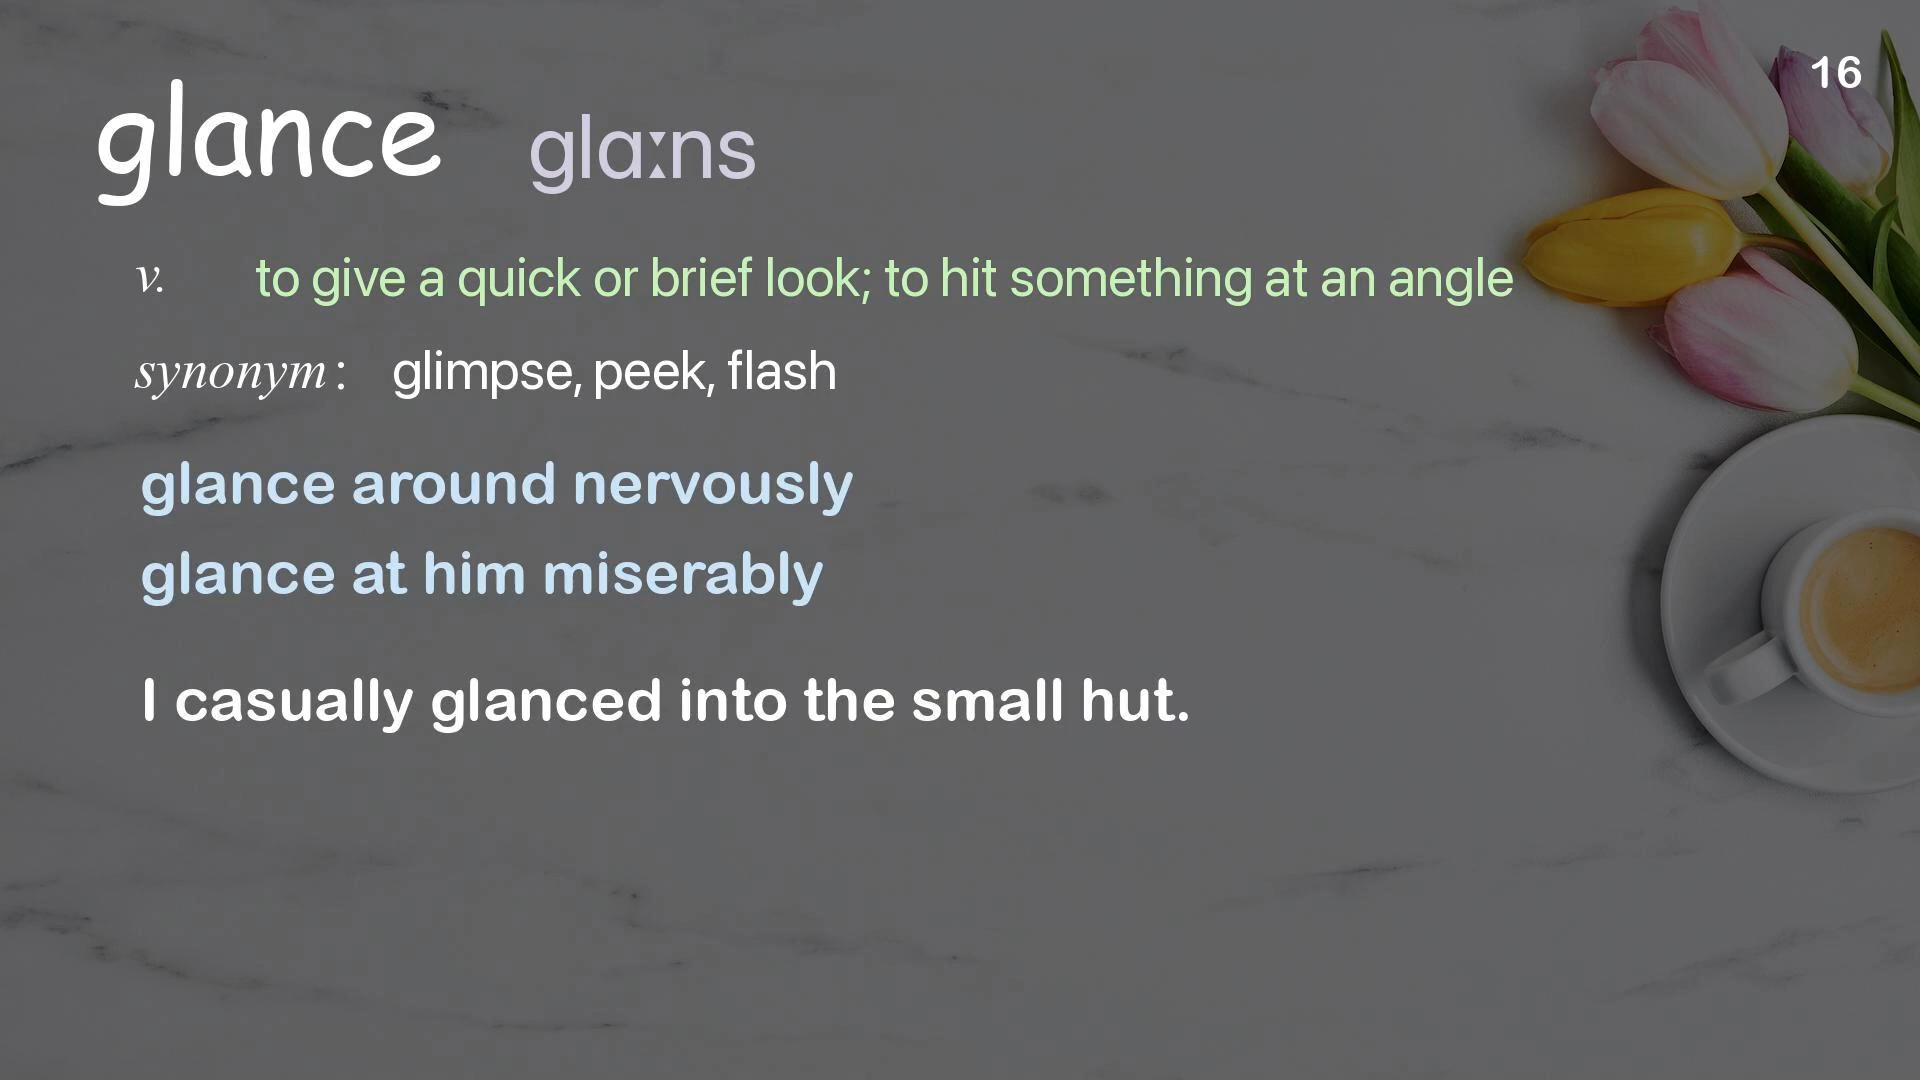 16
glance glɑːns
v. to give a quick or brief look; to hit something at an angle
synonym: glimpse, peek, flash
glance around nervously
glance at him miserably
I casually glanced into the small hut.